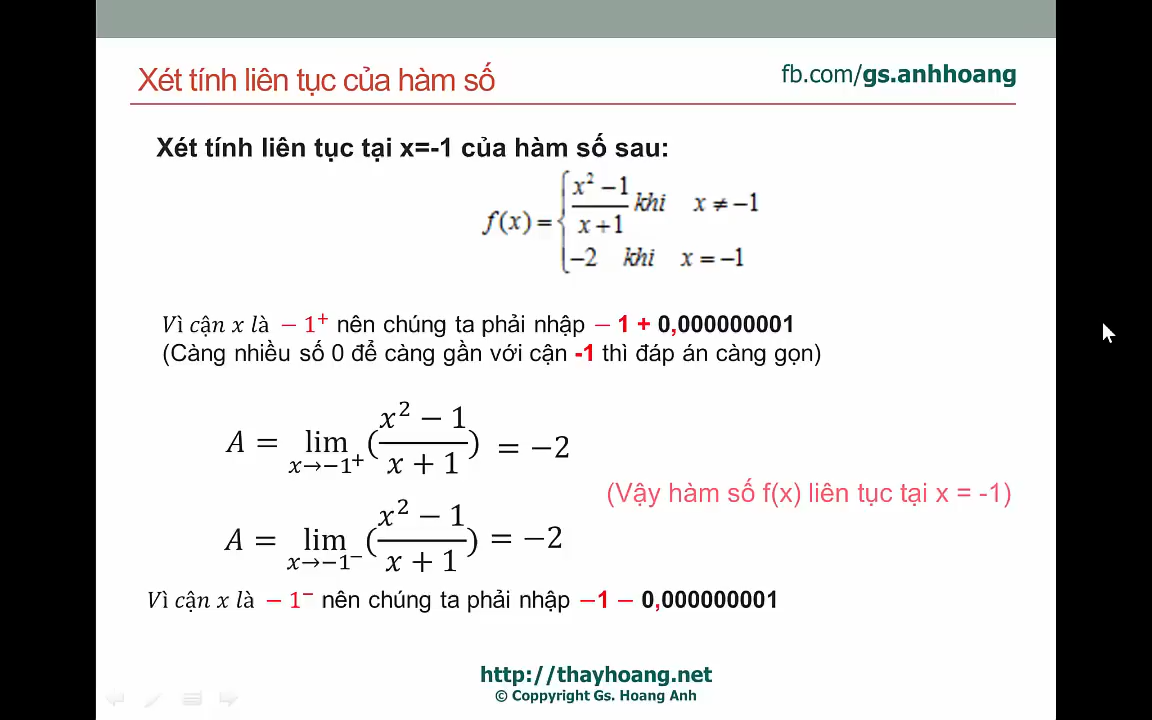 Xét tính liên tục của hàm số
fb.com/gs.anhhoang
Xét tính liên tục tại x=-1 của hàm số sau:
f(x) = { (x² − 1)/(x + 1) khi x ≠ −1
−2 khi x = −1
Vì cận x là − 1⁺ nên chúng ta phải nhập − 1 + 0,000000001
(Càng nhiều số 0 để càng gần với cận -1 thì đáp án càng gọn)
A = lim x→−1⁺ ((x² − 1)/(x + 1)) = −2
(Vậy hàm số f(x) liên tục tại x = -1)
A = lim x→−1⁻ ((x² − 1)/(x + 1)) = −2
Vì cận x là − 1⁻ nên chúng ta phải nhập −1 − 0,000000001
http://thayhoang.net
© Coppyright Gs. Hoang Anh